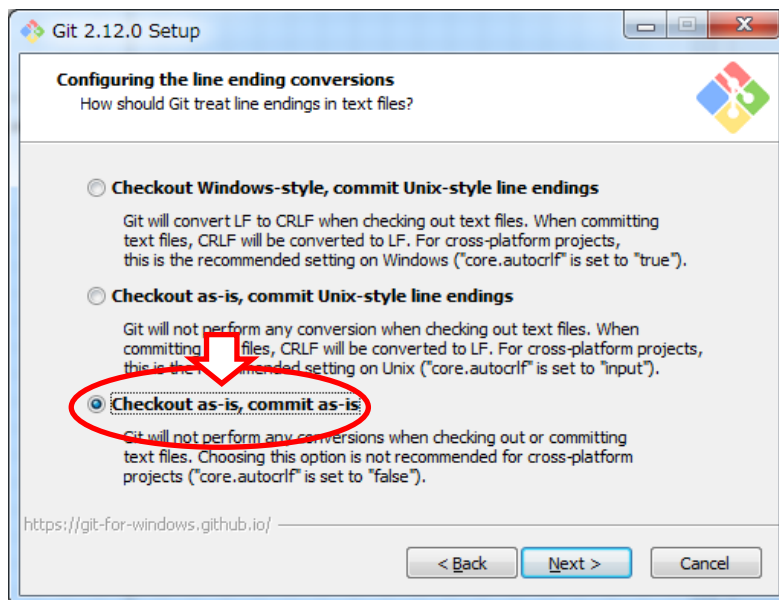 Git 2.12.0 Setup
Configuring the line ending conversions
How should Git treat line endings in text files?
Checkout Windows-style, commit Unix-style line endings
Git will convert LF to CRLF when checking out text files. When committing
text files, CRLF will be converted to LF. For cross-platform projects,
this is the recommended setting on Windows ("core.autocrlf" is set to "true").
Checkout as-is, commit Unix-style line endings
Git will not perform any conversion when checking out text files. When
committing files, CRLF will be converted to LF. For cross-platform projects,
this is the recommended setting on Unix ("core.autocrlf" is set to "input").
Checkout as-is, commit as-is
Git will not perform any conversions when checking out or committing
text files. Choosing this option is not recommended for cross-platform
projects ("core.autocrlf" is set to "false").
https://git-for-windows.github.io/
< Back
Next >
Cancel